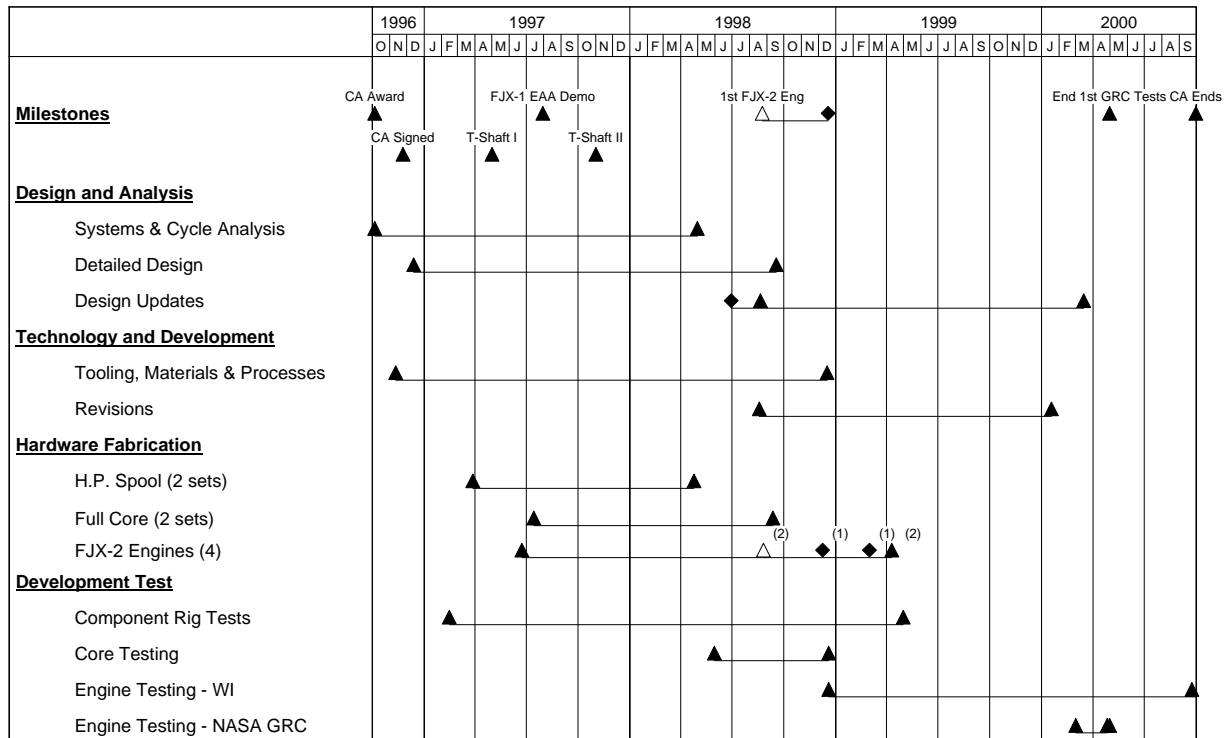 1996 1997 1998 1999 2000
O N D J F M A M J J A S O N D J F M A M J J A S O N D J F M A M J J A S O N D J F M A M J J A S
CA Award FJX-1 EAA Demo 1st FJX-2 Eng End 1st GRC Tests CA Ends
Milestones
CA Signed T-Shaft I T-Shaft II
Design and Analysis
Systems & Cycle Analysis
Detailed Design
Design Updates
Technology and Development
Tooling, Materials & Processes
Revisions
Hardware Fabrication
H.P. Spool (2 sets)
Full Core (2 sets)
(2) (1) (1) (2)
FJX-2 Engines (4)
Development Test
Component Rig Tests
Core Testing
Engine Testing - WI
Engine Testing - NASA GRC